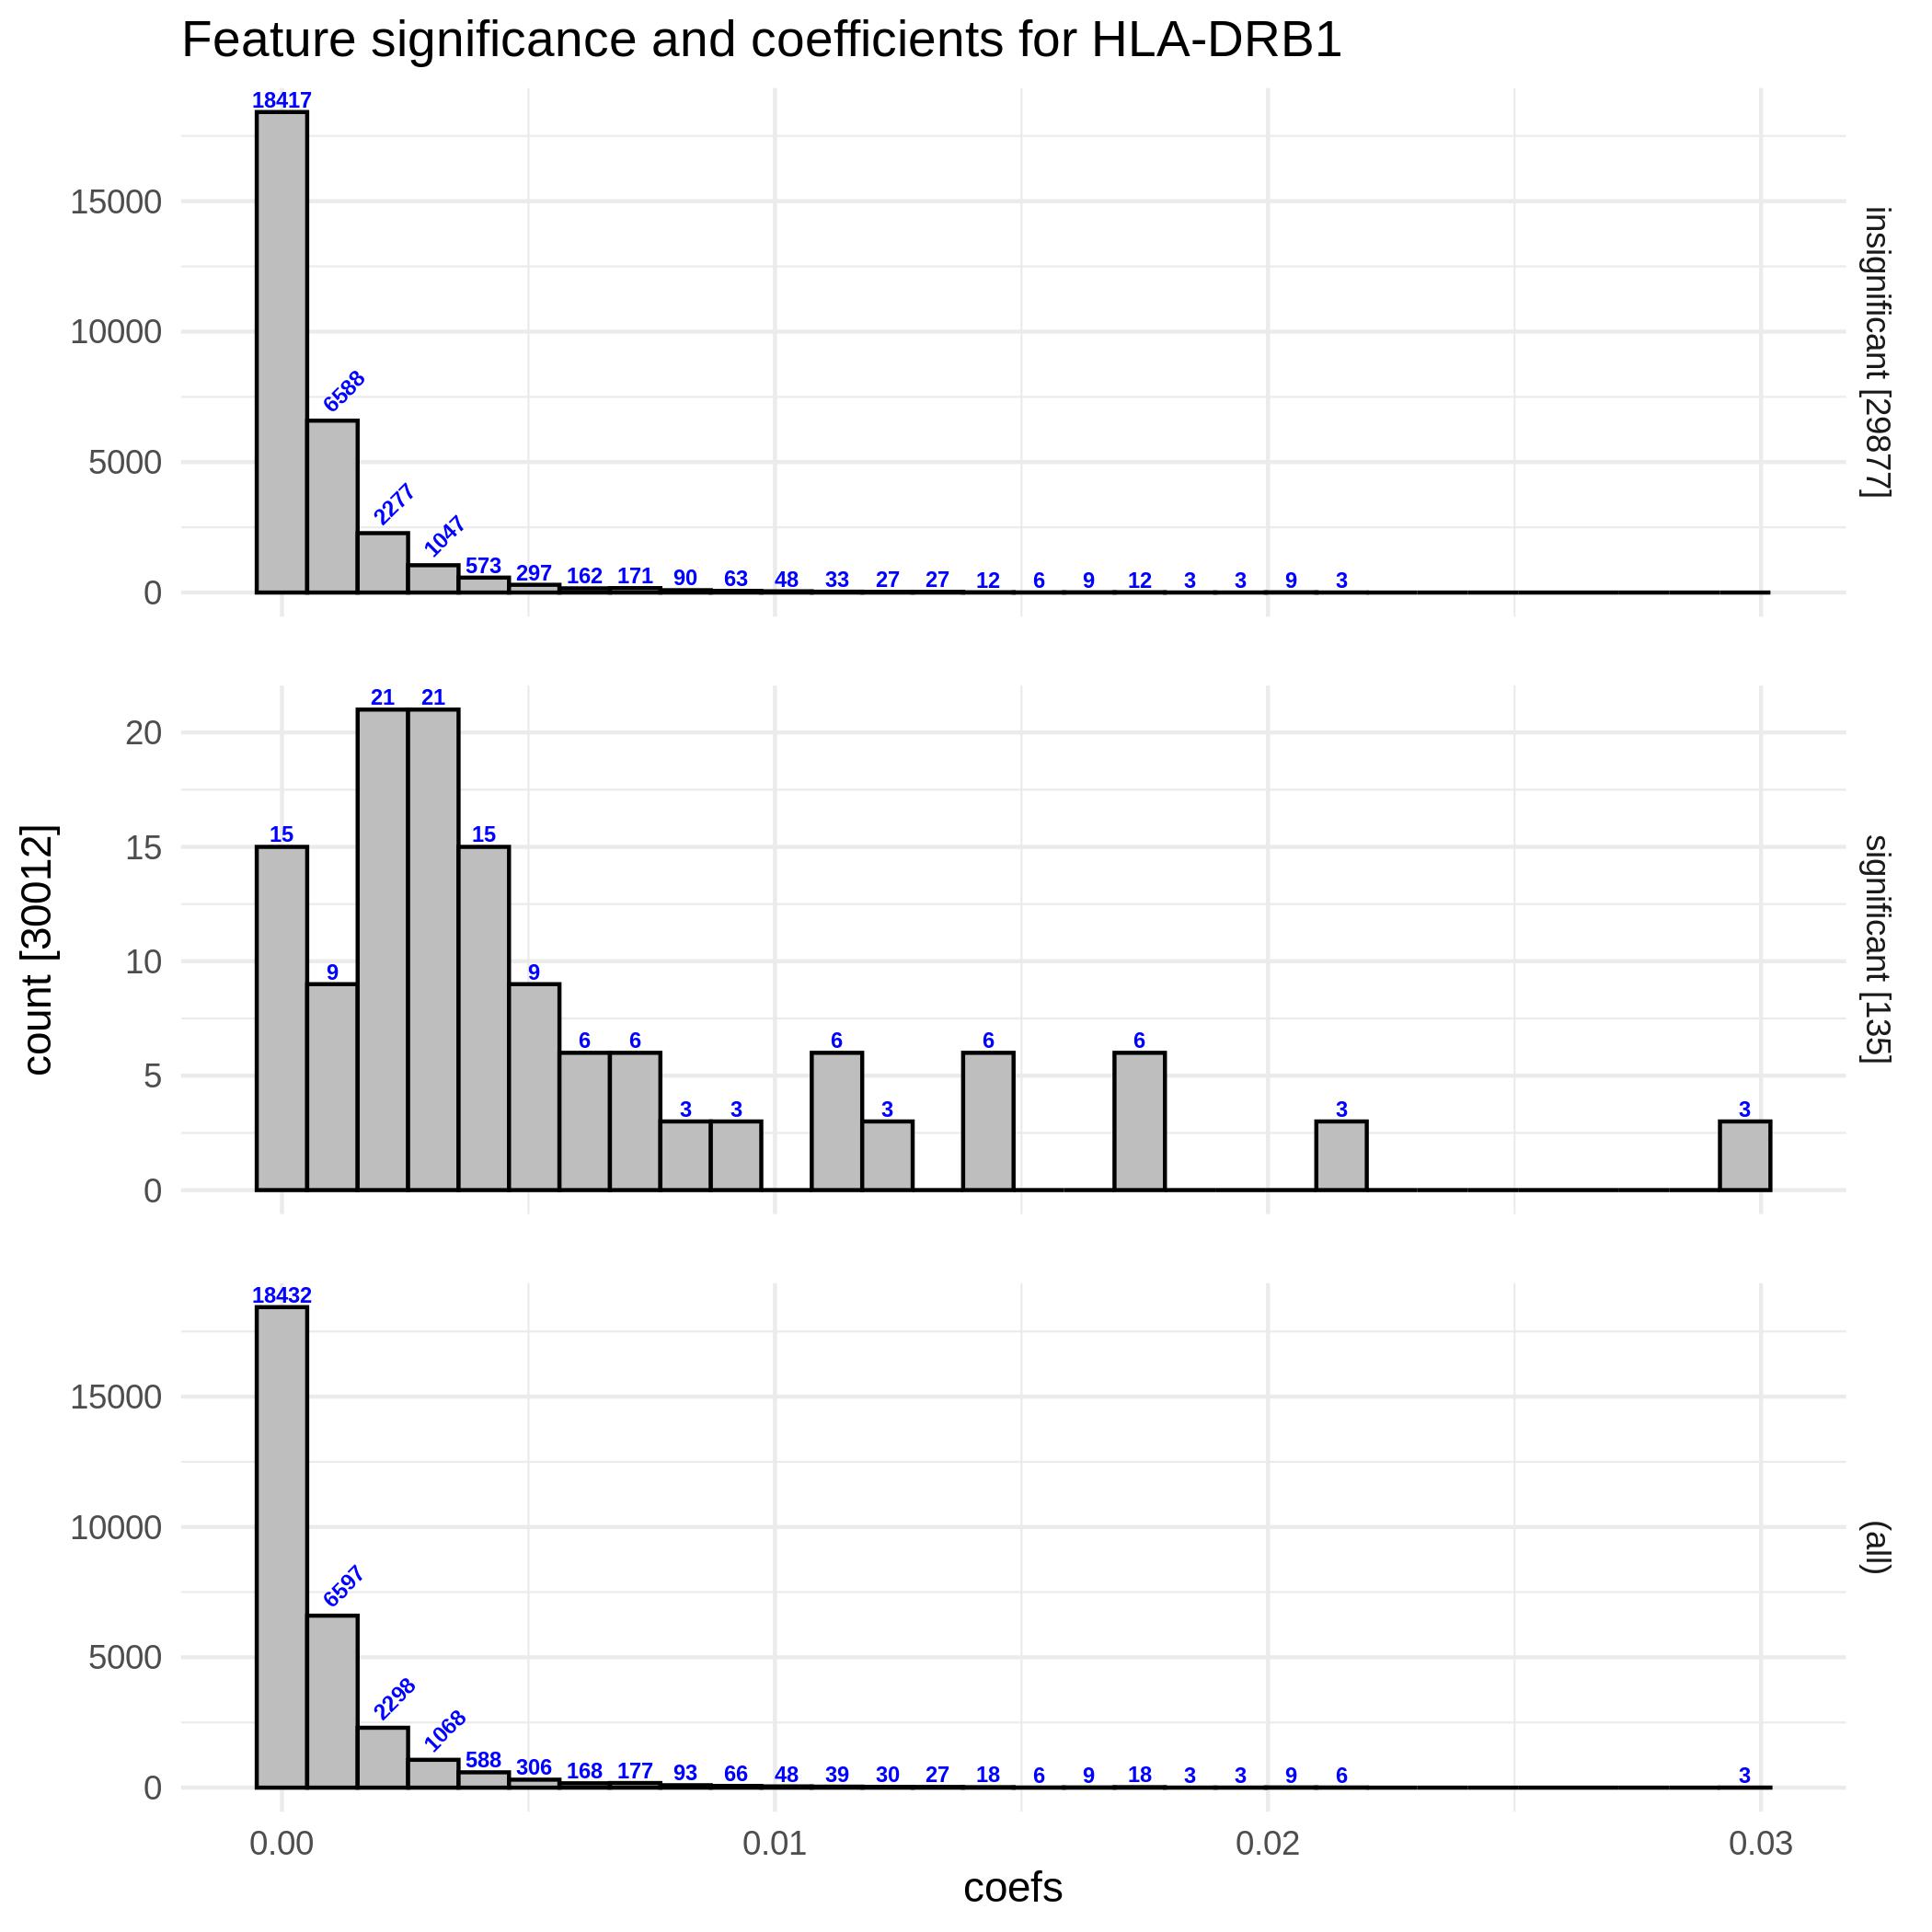 Feature significance and coefficients for HLA-DRB1
18417
15000
10000
5000
0
6588
2277
1047
573 297 162 171 90 63 48 33 27 27 12 6 9 12 3 3 9 3
insignificant [29877]
count [30012]
20
15
10
5
0
15 9 21 21 15 9 6 6 3 3 6 3 6 6 3 3
significant [135]
18432
15000
10000
5000
0
6597
2298
1068
588 306 168 177 93 66 48 39 30 27 18 6 9 18 3 3 9 6 3
(all)
0.00 0.01 0.02 0.03
coefs